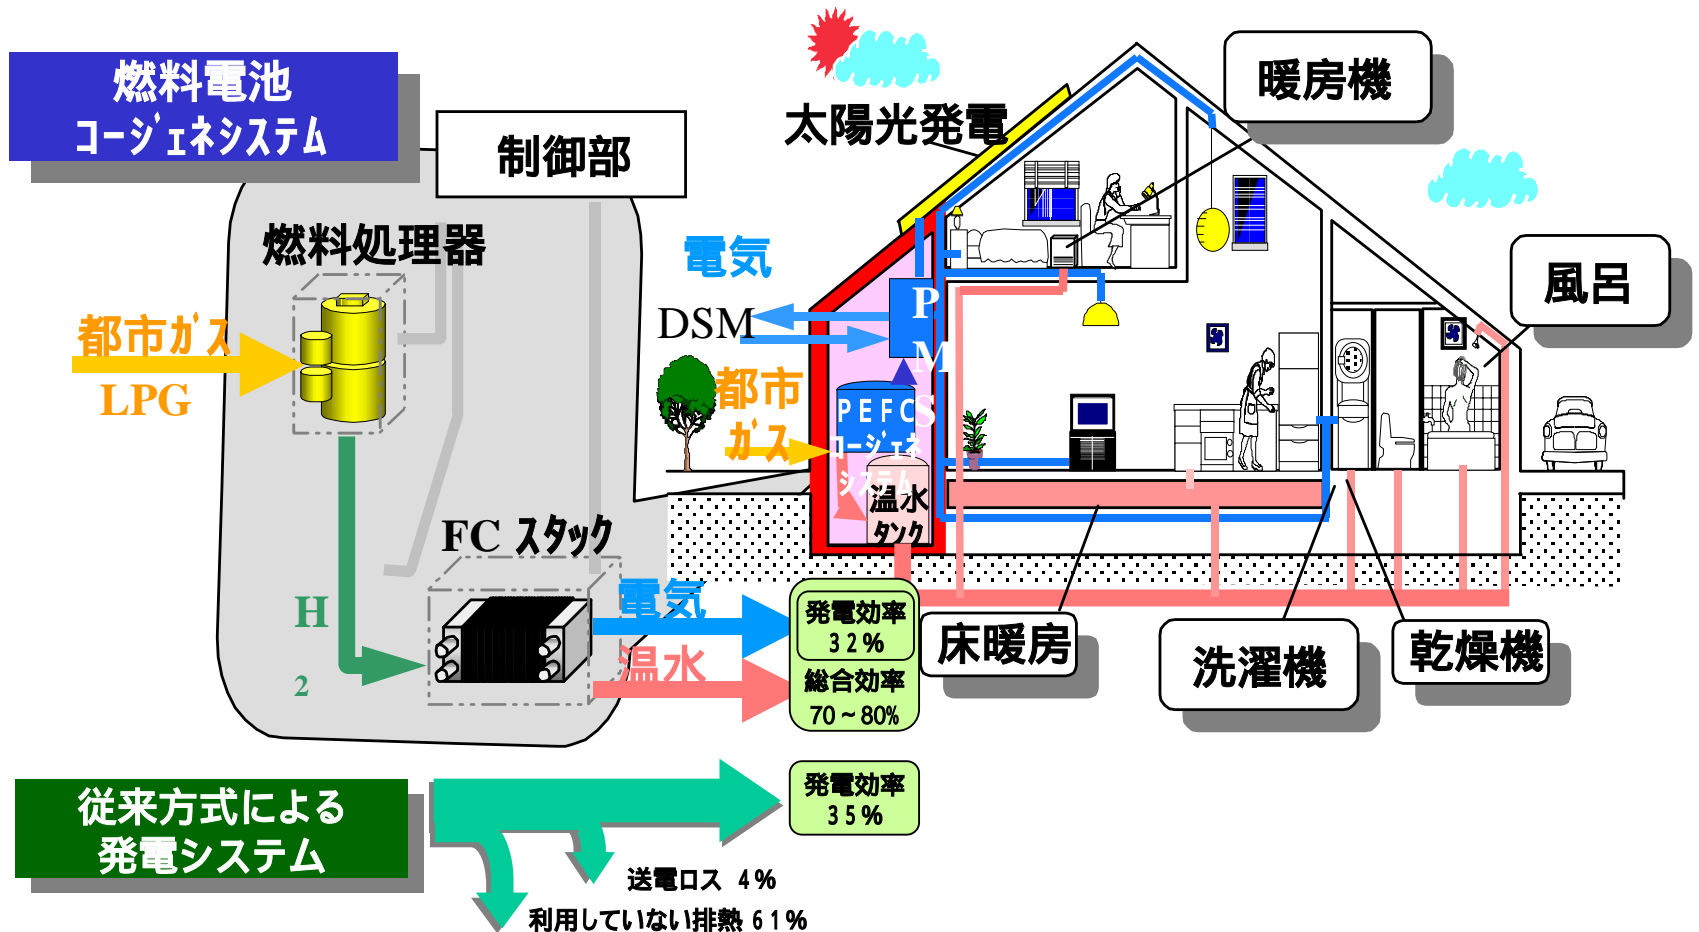 燃料電池
コージェネシステム
制御部
燃料処理器
都市ガス
LPG
H
2
FC スタック
電気
温水
発電効率
32%
総合効率
70~80%
従来方式による
発電システム
発電効率
35%
送電ロス 4%
利用していない排熱 61%
太陽光発電
電気
DSM
都市
ガス
P
M
S
PEFC
コージェネ
システム
温水
タンク
暖房機
風呂
床暖房
洗濯機
乾燥機